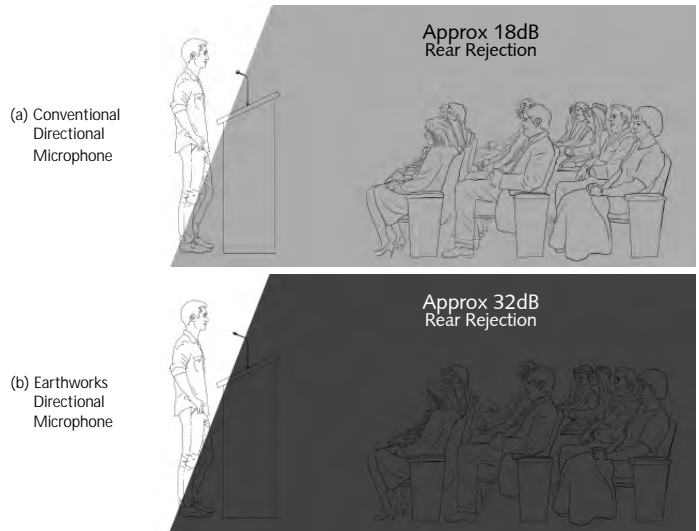 Approx 18dB
Rear Rejection
(a) Conventional
Directional
Microphone
Approx 32dB
Rear Rejection
(b) Earthworks
Directional
Microphone